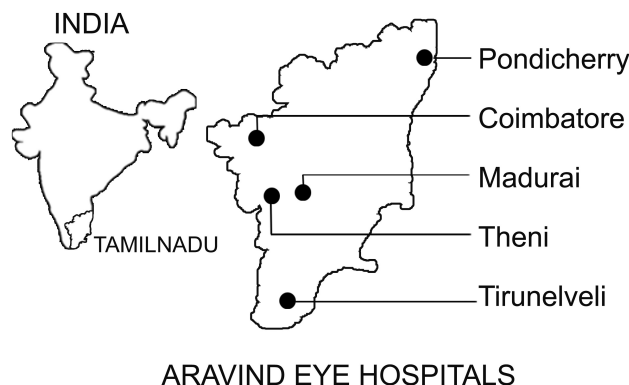 INDIA
TAMILNADU
Pondicherry
Coimbatore
Madurai
Theni
Tirunelveli
ARAVIND EYE HOSPITALS